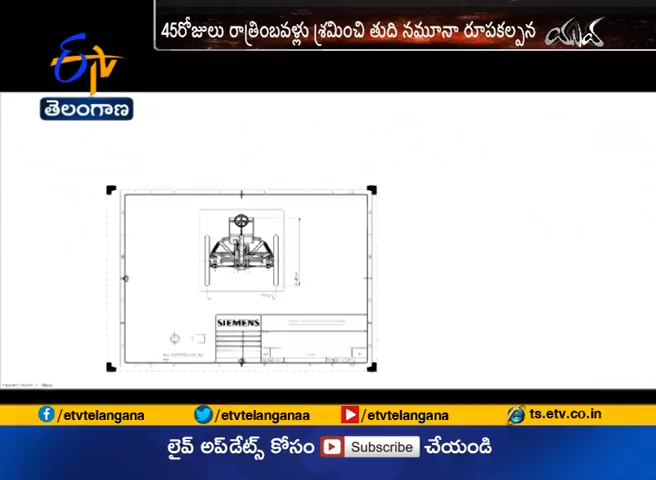 45రోజులు రాత్రింబవళ్లు శ్రమించి తుది నమూనా రూపకల్పన
యువ
ETV
తెలంగాణ
SIEMENS
/etvtelangana
/etvtelanganaa
/etvtelangana
ts.etv.co.in
లైవ్ అప్‌డేట్స్ కోసం Subscribe చేయండి